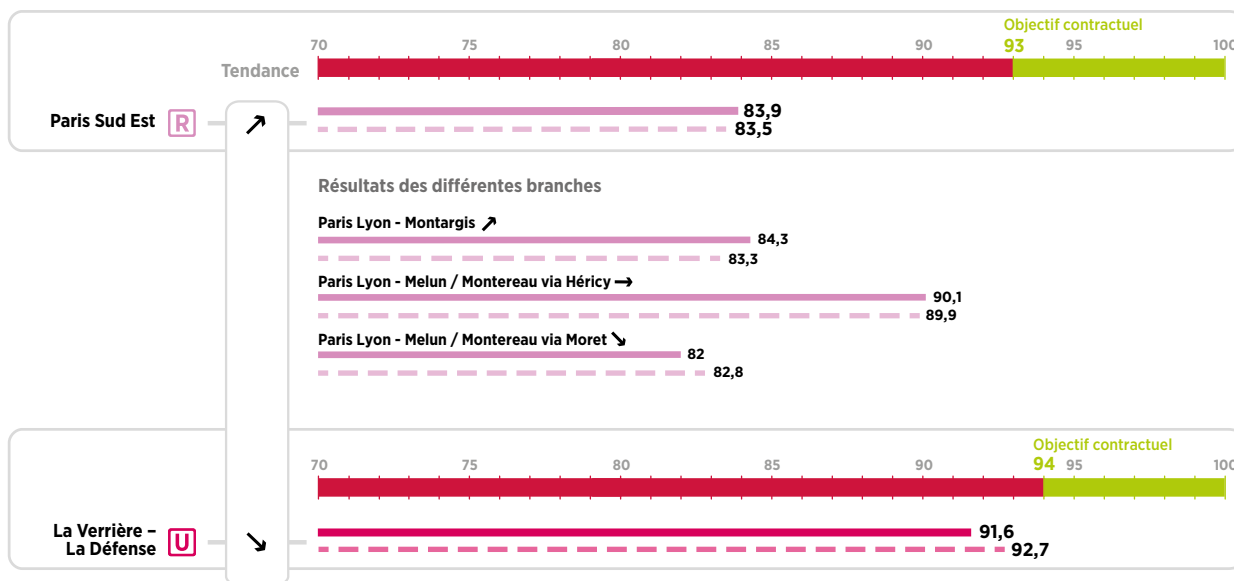 Objectif contractuel
70 75 80 85 90 93 95 100
Tendance
Paris Sud Est R
83,9
83,5
Résultats des différentes branches
Paris Lyon - Montargis
84,3
83,3
Paris Lyon - Melun / Montereau via Héricy
90,1
89,9
Paris Lyon - Melun / Montereau via Moret
82
82,8
Objectif contractuel
70 75 80 85 90 94 95 100
La Verrière –
La Défense U
91,6
92,7